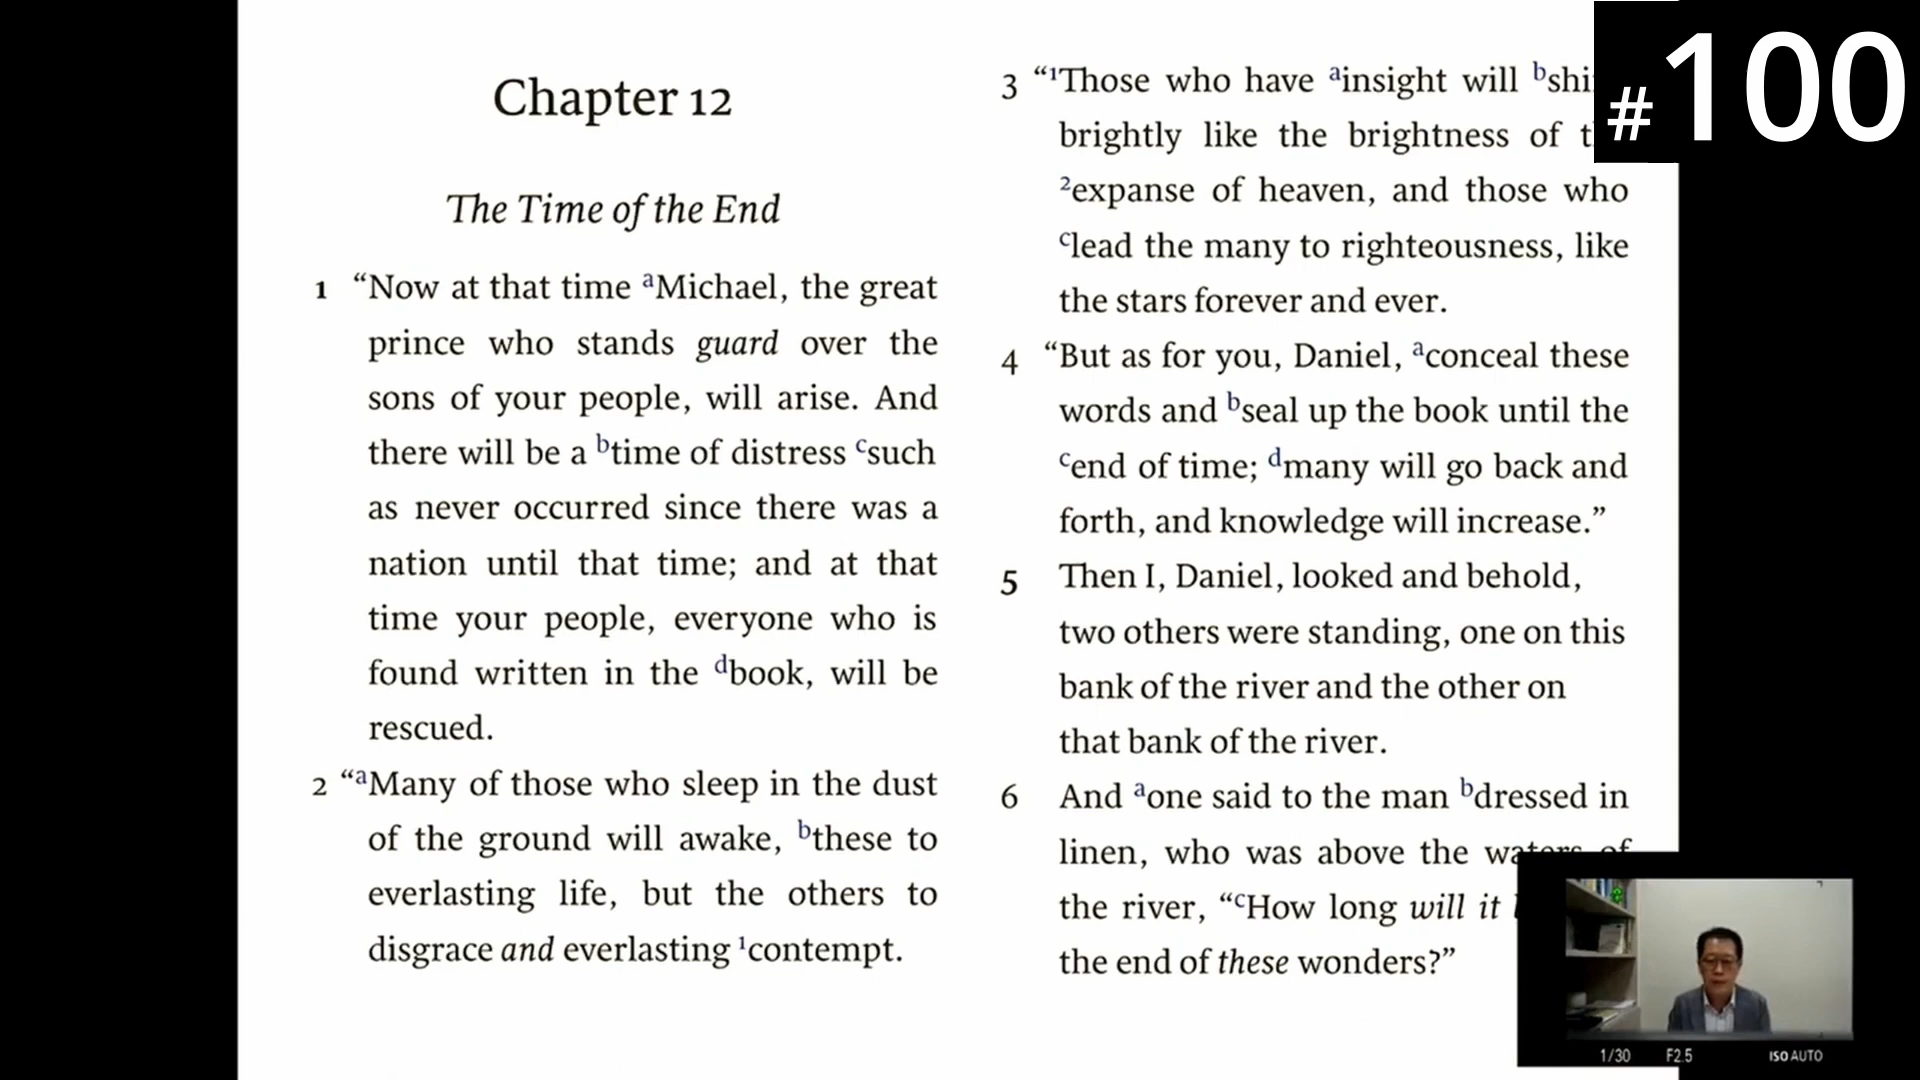 Chapter 12
The Time of the End
1 “Now at that time aMichael, the great
prince who stands guard over the
sons of your people, will arise. And
there will be a btime of distress csuch
as never occurred since there was a
nation until that time; and at that
time your people, everyone who is
found written in the dbook, will be
rescued.
2 “aMany of those who sleep in the dust
of the ground will awake, bthese to
everlasting life, but the others to
disgrace and everlasting 1contempt.
3 “1Those who have ainsight will bshi
brightly like the brightness of t
2expanse of heaven, and those who
clead the many to righteousness, like
the stars forever and ever.
4 “But as for you, Daniel, aconceal these
words and bseal up the book until the
cend of time; dmany will go back and
forth, and knowledge will increase.”
5 Then I, Daniel, looked and behold,
two others were standing, one on this
bank of the river and the other on
that bank of the river.
6 And aone said to the man bdressed in
linen, who was above the waters of
the river, “cHow long will it
the end of these wonders?”
#100
1/30 F2.5 ISO AUTO